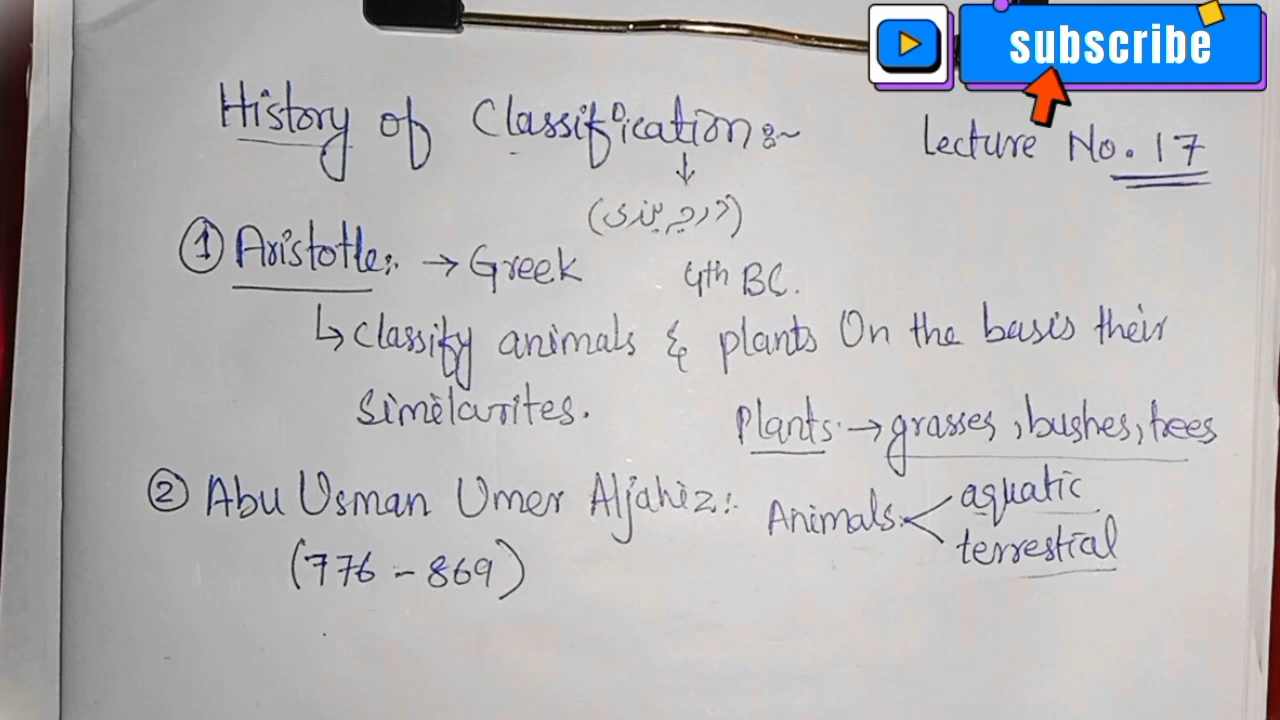 subscribe
History of Classification:~
Lecture No. 17
(درجہ بندی)
① Aristotle:. → Greek 4th BC.
↳ classify animals & plants On the basis their
similarites.
Plants. → grasses, bushes, trees
② Abu Usman Umer Aljahiz:-
Animals. aquatic
terrestial
(776 - 869)